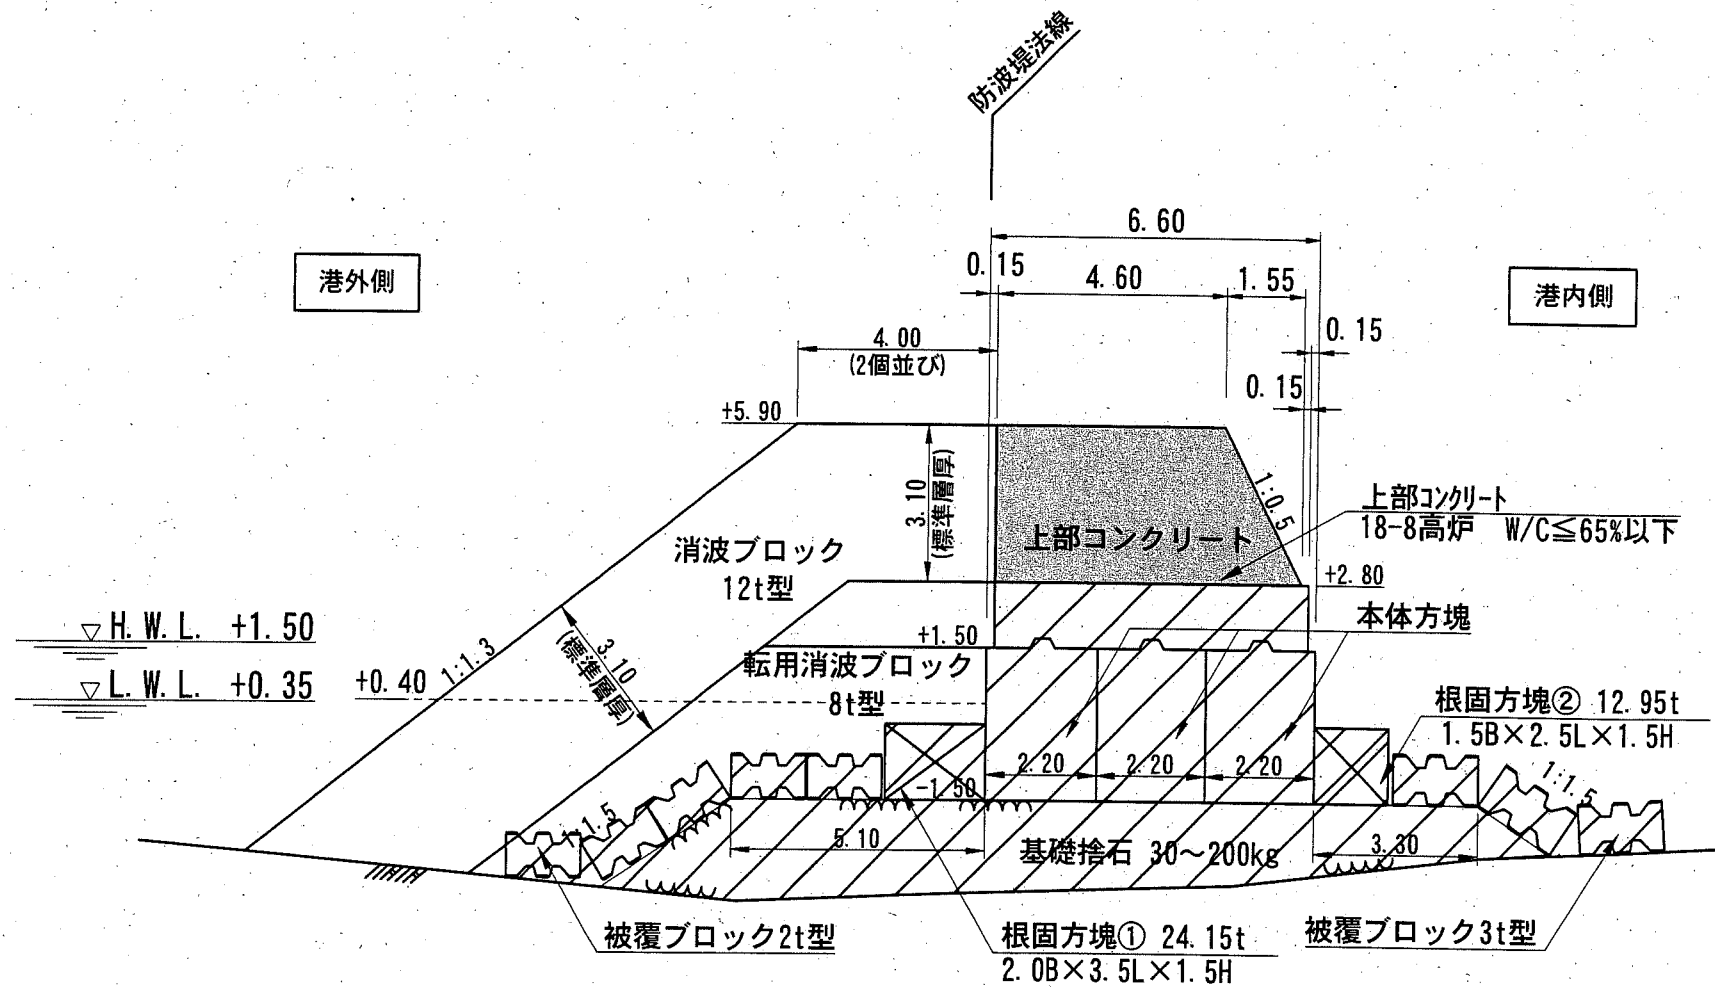 防波堤法線
6.60
0.15
4.60
1.55
港外側
港内側
0.15
4.00
(2個並び)
0.15
+5.90
3.10
(標準層厚)
1:0.5
上部コンクリート
18-8高炉 W/C≦65%以下
上部コンクリート
消波ブロック
12t型
+2.80
本体方塊
H.W.L. +1.50
+1.50
1:1.3
3.10
(標準層厚)
転用消波ブロック
8t型
L.W.L. +0.35
+0.40
根固方塊② 12.95t
1.5B×2.5L×1.5H
2.20
2.20
2.20
-1.50
1:1.5
1:1.5
5.10
基礎捨石 30～200kg
3.30
被覆ブロック2t型
根固方塊① 24.15t
2.0B×3.5L×1.5H
被覆ブロック3t型